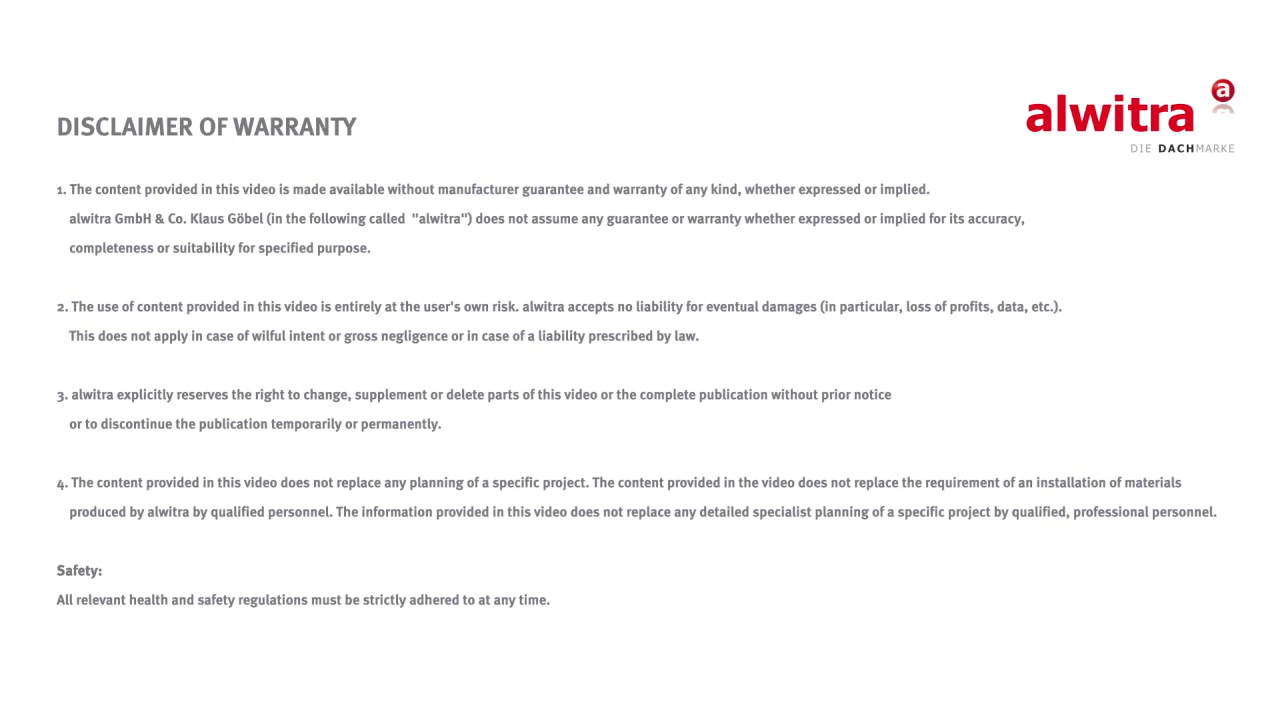 a
alwitra
DIE DACHMARKE
DISCLAIMER OF WARRANTY
1. The content provided in this video is made available without manufacturer guarantee and warranty of any kind, whether expressed or implied.
alwitra GmbH & Co. Klaus Göbel (in the following called "alwitra") does not assume any guarantee or warranty whether expressed or implied for its accuracy,
completeness or suitability for specified purpose.
2. The use of content provided in this video is entirely at the user's own risk. alwitra accepts no liability for eventual damages (in particular, loss of profits, data, etc.).
This does not apply in case of wilful intent or gross negligence or in case of a liability prescribed by law.
3. alwitra explicitly reserves the right to change, supplement or delete parts of this video or the complete publication without prior notice
or to discontinue the publication temporarily or permanently.
4. The content provided in this video does not replace any planning of a specific project. The content provided in the video does not replace the requirement of an installation of materials
produced by alwitra by qualified personnel. The information provided in this video does not replace any detailed specialist planning of a specific project by qualified, professional personnel.
Safety:
All relevant health and safety regulations must be strictly adhered to at any time.